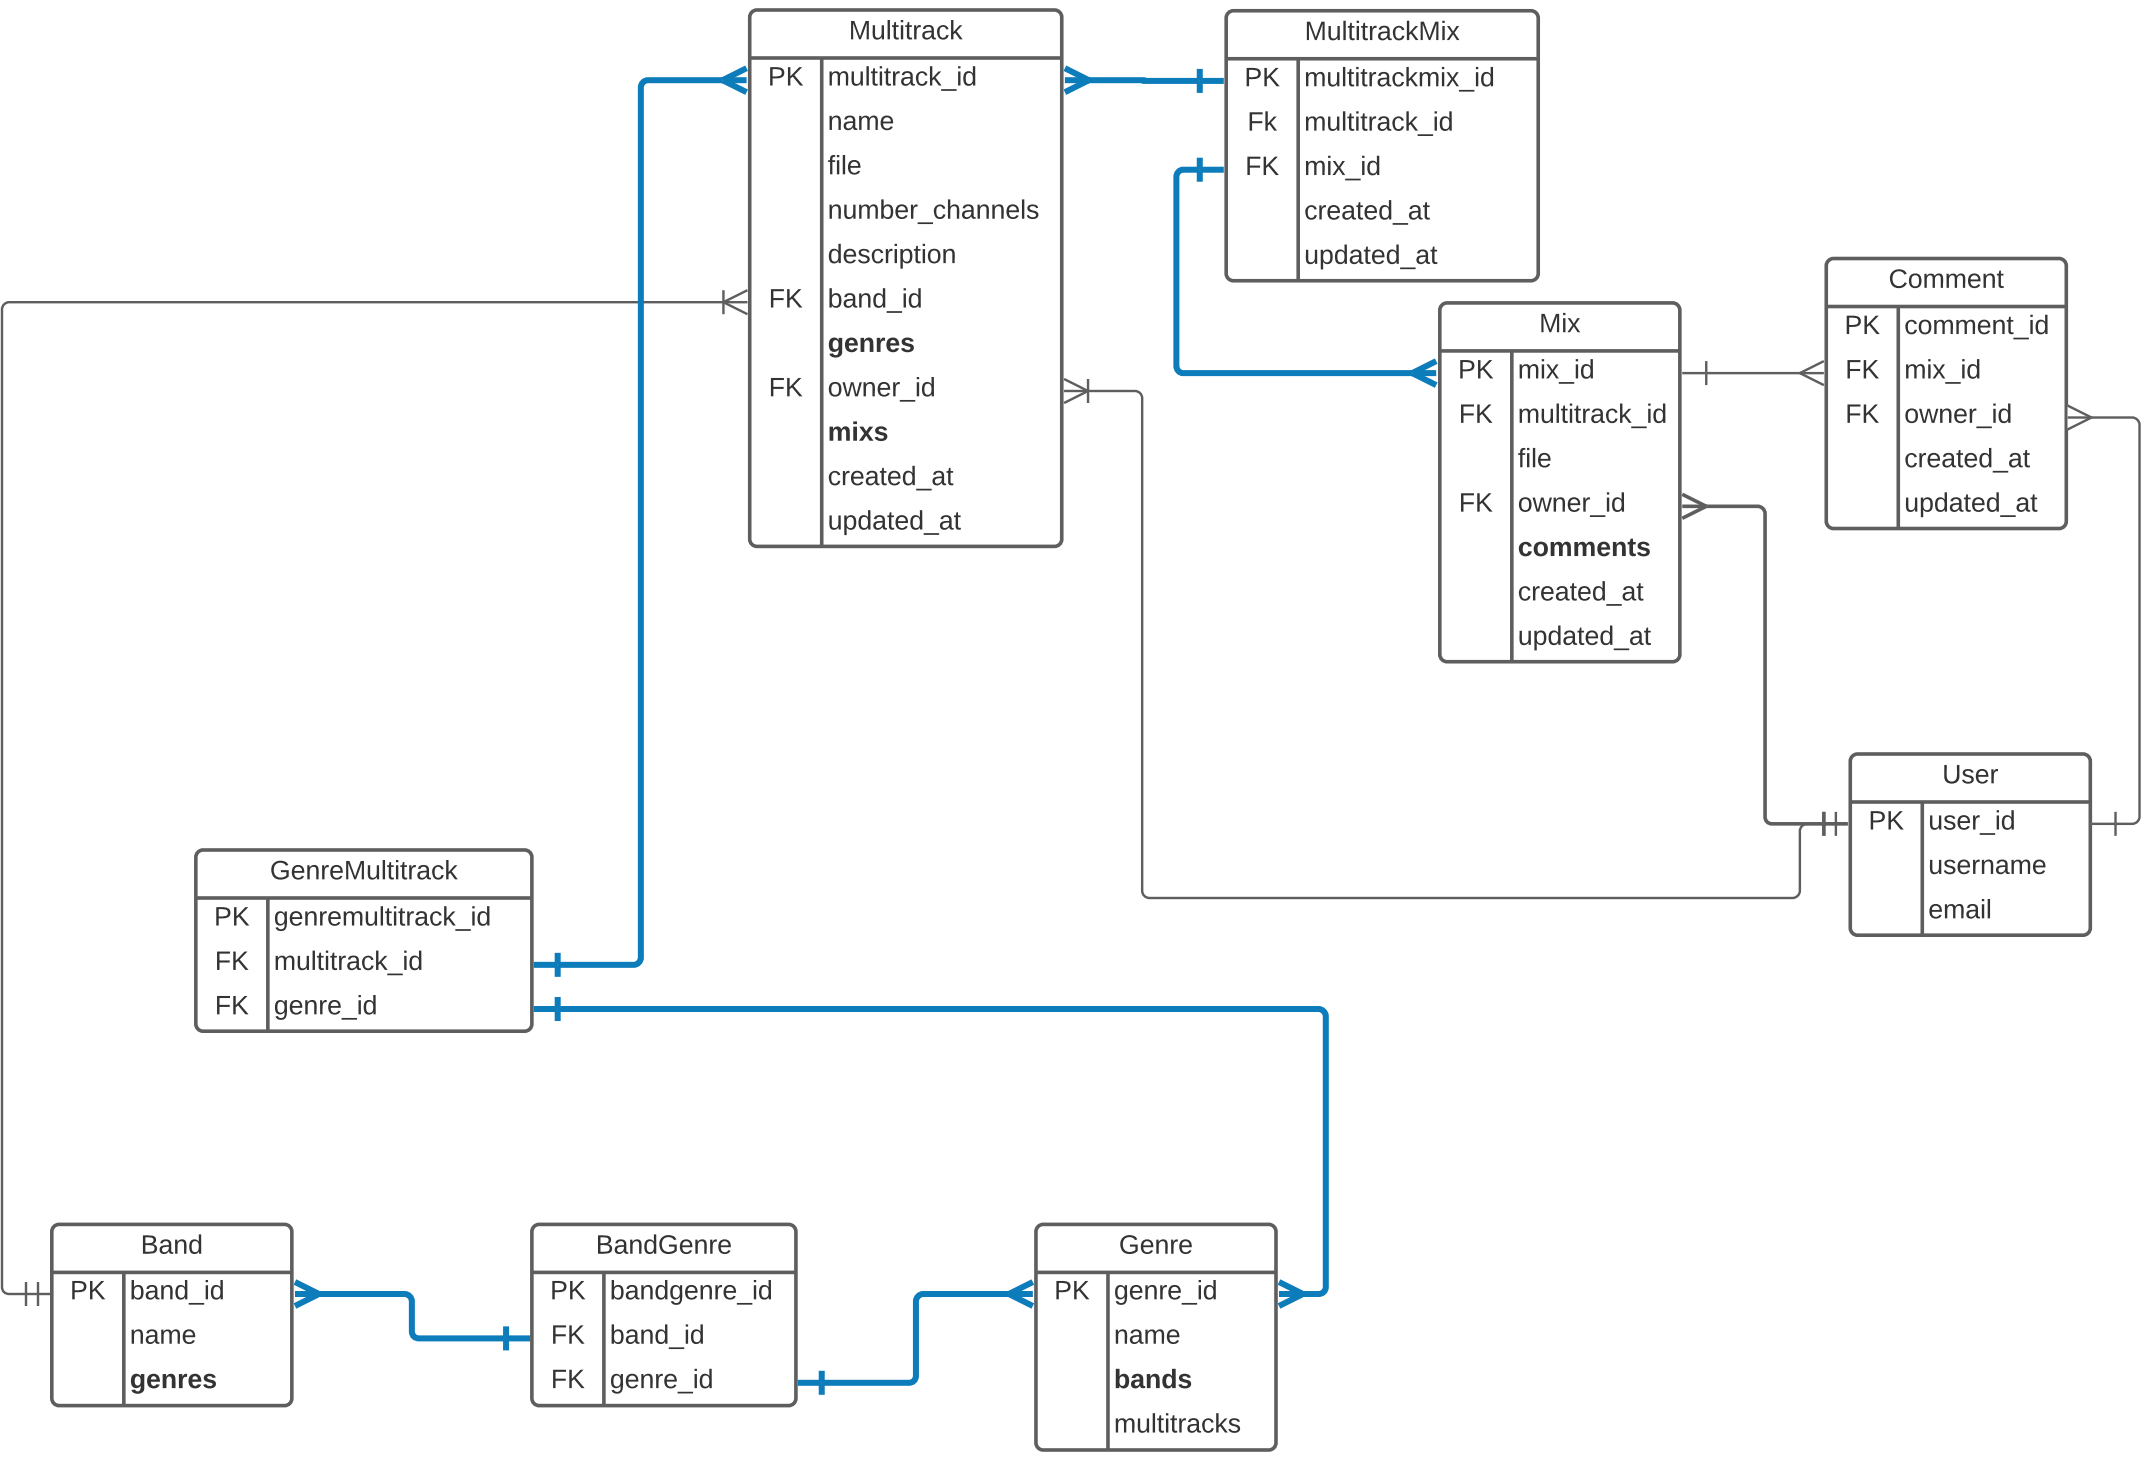 Multitrack
PK multitrack_id
name
file
number_channels
description
FK band_id
genres
FK owner_id
mixs
created_at
updated_at
MultitrackMix
PK multitrackmix_id
Fk multitrack_id
FK mix_id
created_at
updated_at
Mix
PK mix_id
FK multitrack_id
file
FK owner_id
comments
created_at
updated_at
Comment
PK comment_id
FK mix_id
FK owner_id
created_at
updated_at
User
PK user_id
username
email
GenreMultitrack
PK genremultitrack_id
FK multitrack_id
FK genre_id
Band
PK band_id
name
genres
BandGenre
PK bandgenre_id
FK band_id
FK genre_id
Genre
PK genre_id
name
bands
multitracks